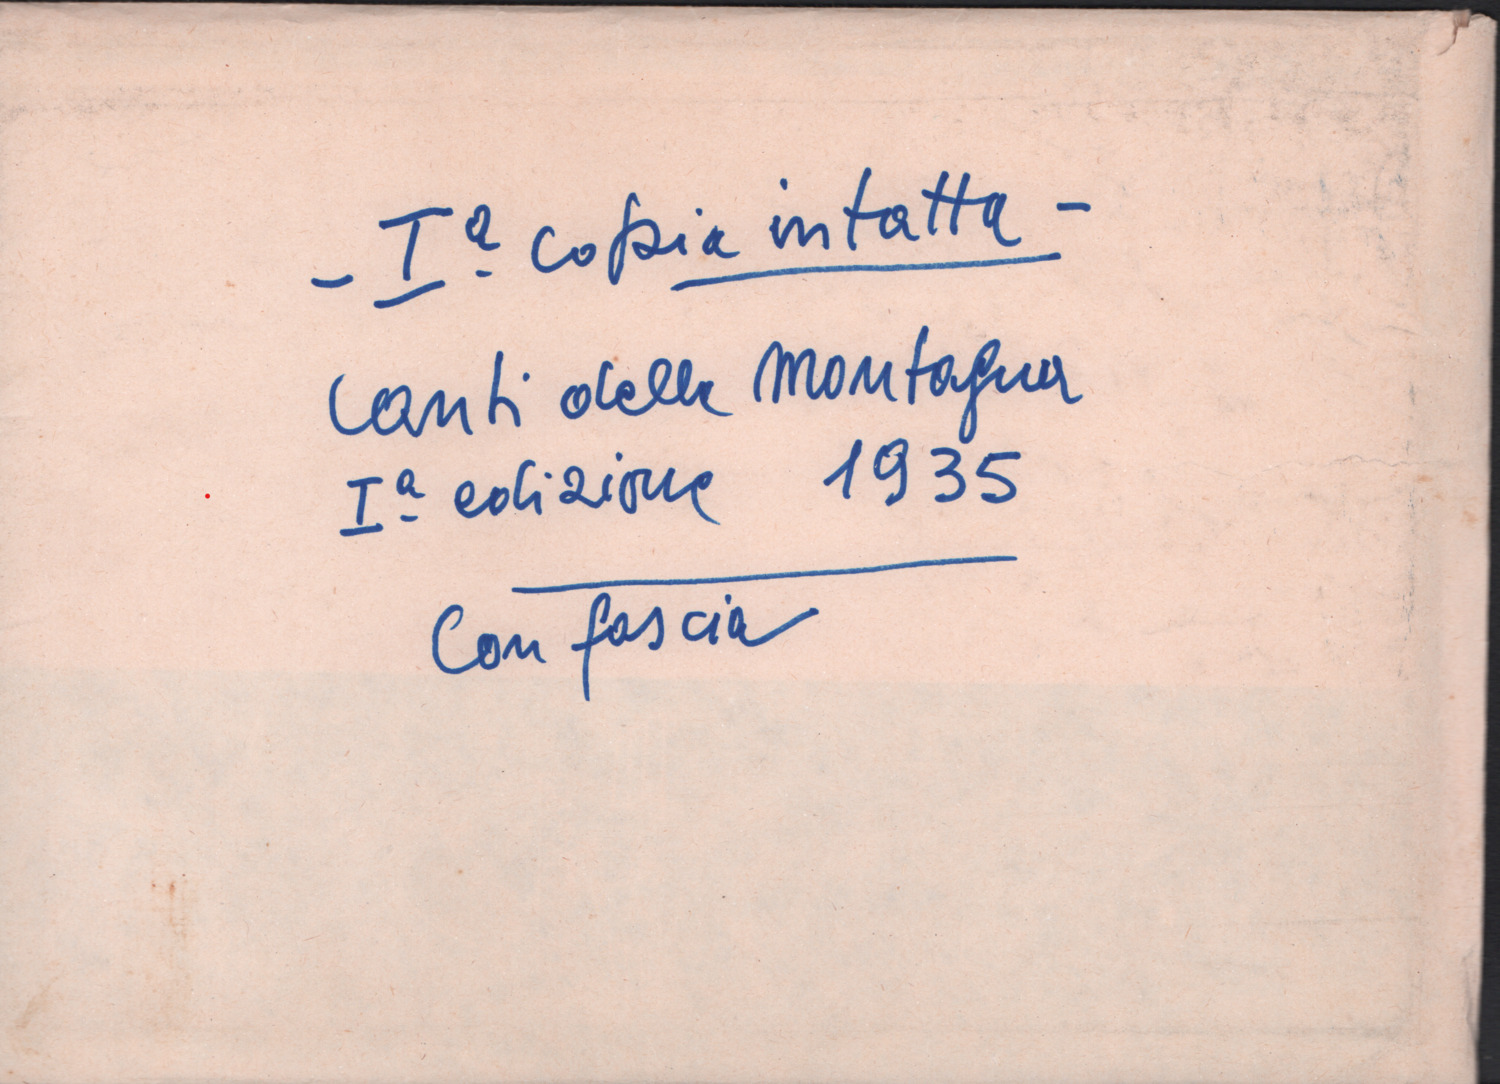 - Iª copia intatta -
Canti della Montagna
Iª edizione 1935
Con fascia